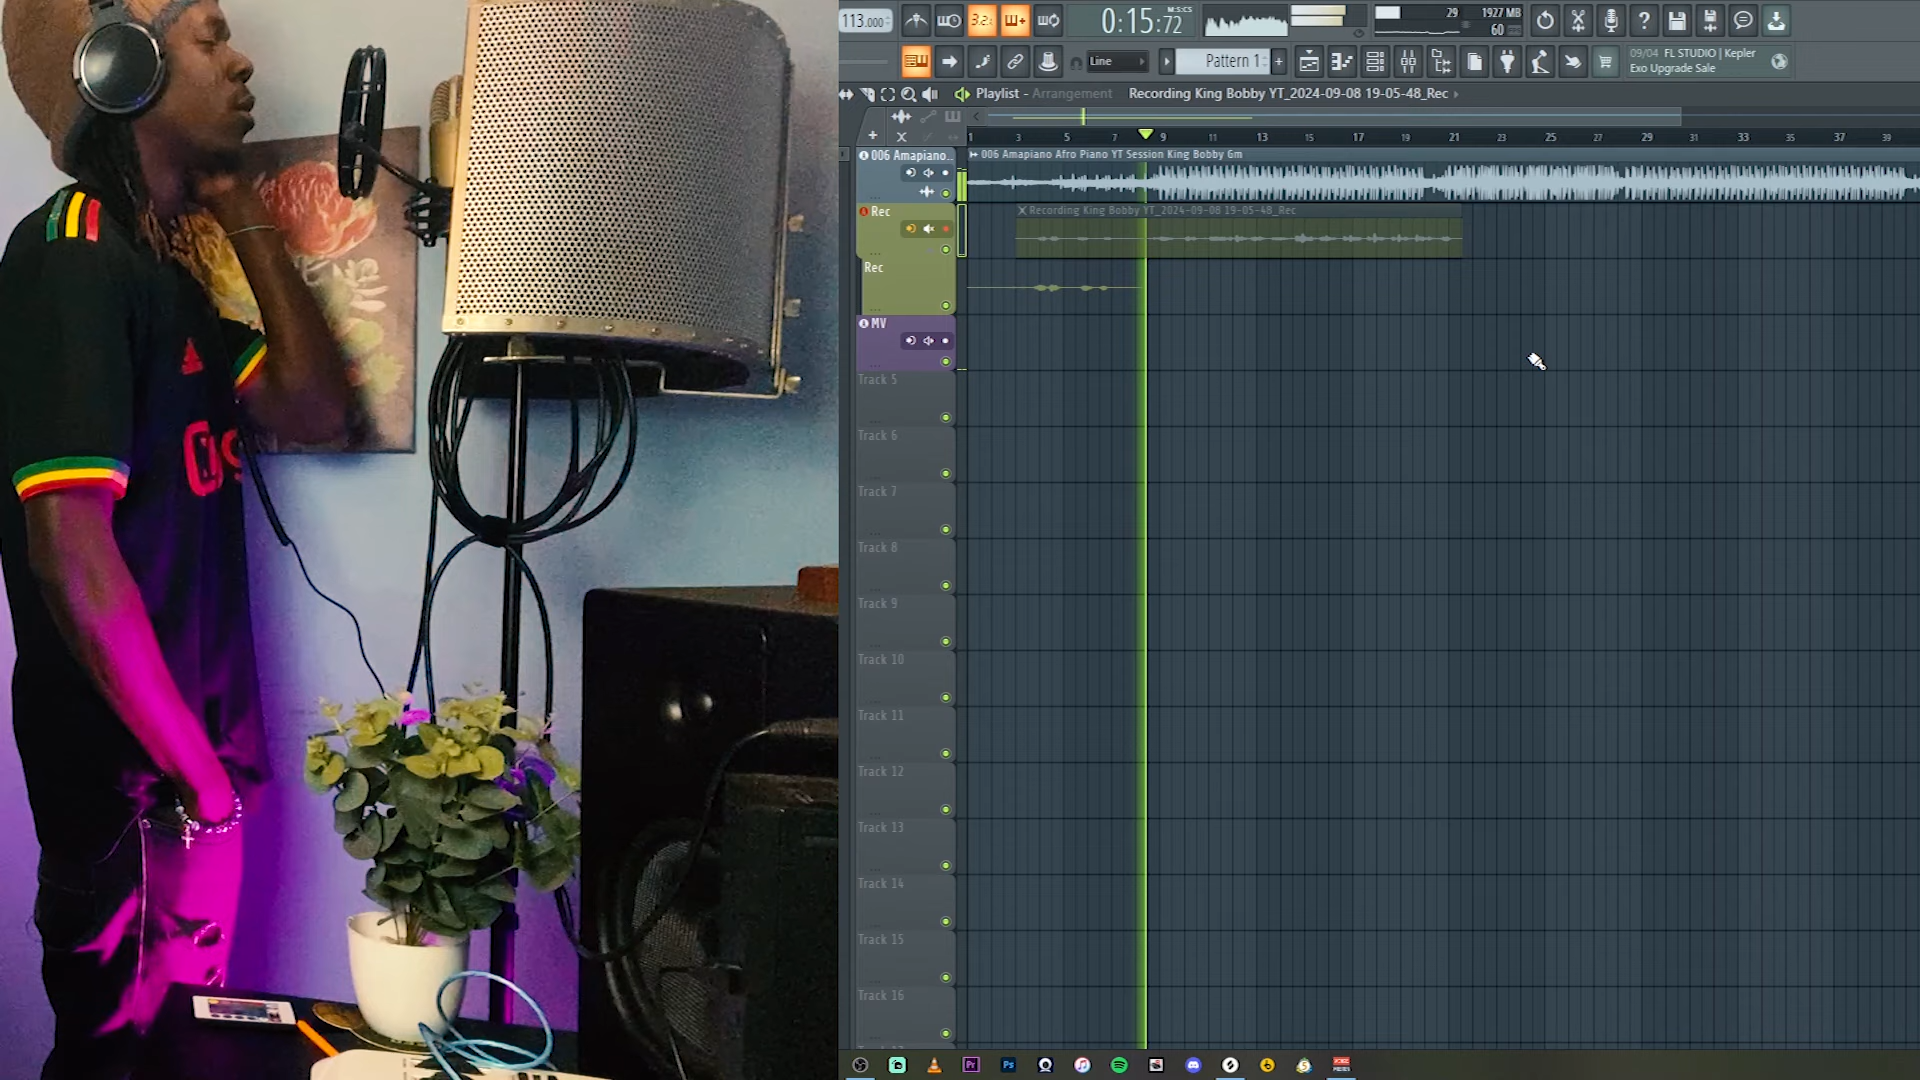 113.000
3.2.
0:15:72
M:S:CS
29
1927 MB
60
Line
Pattern 1
09/04 FL STUDIO | Kepler
Exo Upgrade Sale
Playlist - Arrangement
Recording King Bobby YT_2024-09-08 19-05-48_Rec
1 3 5 7 9 11 13 15 17 19 21 23 25 27 29 31 33 35 37 39
006 Amapiano..
006 Amapiano Afro Piano YT Session King Bobby Gm
Rec
Recording King Bobby YT_2024-09-08 19-05-48_Rec
Rec
MV
Track 5
Track 6
Track 7
Track 8
Track 9
Track 10
Track 11
Track 12
Track 13
Track 14
Track 15
Track 16
Pr
Ps